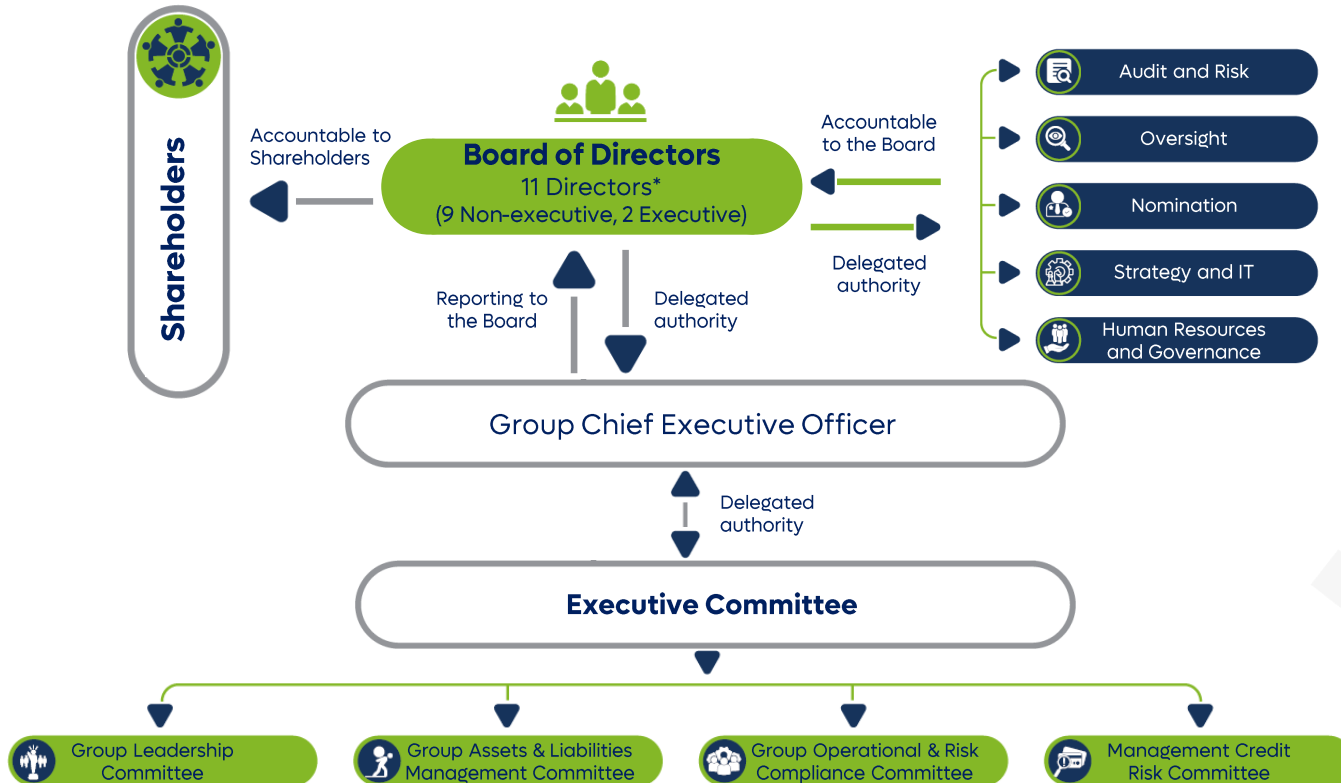 Shareholders
Accountable to
Shareholders
Board of Directors
11 Directors*
(9 Non-executive, 2 Executive)
Accountable
to the Board
Delegated
authority
Audit and Risk
Oversight
Nomination
Strategy and IT
Human Resources
and Governance
Reporting to
the Board
Delegated
authority
Group Chief Executive Officer
Delegated
authority
Executive Committee
Group Leadership
Committee
Group Assets & Liabilities
Management Committee
Group Operational & Risk
Compliance Committee
Management Credit
Risk Committee